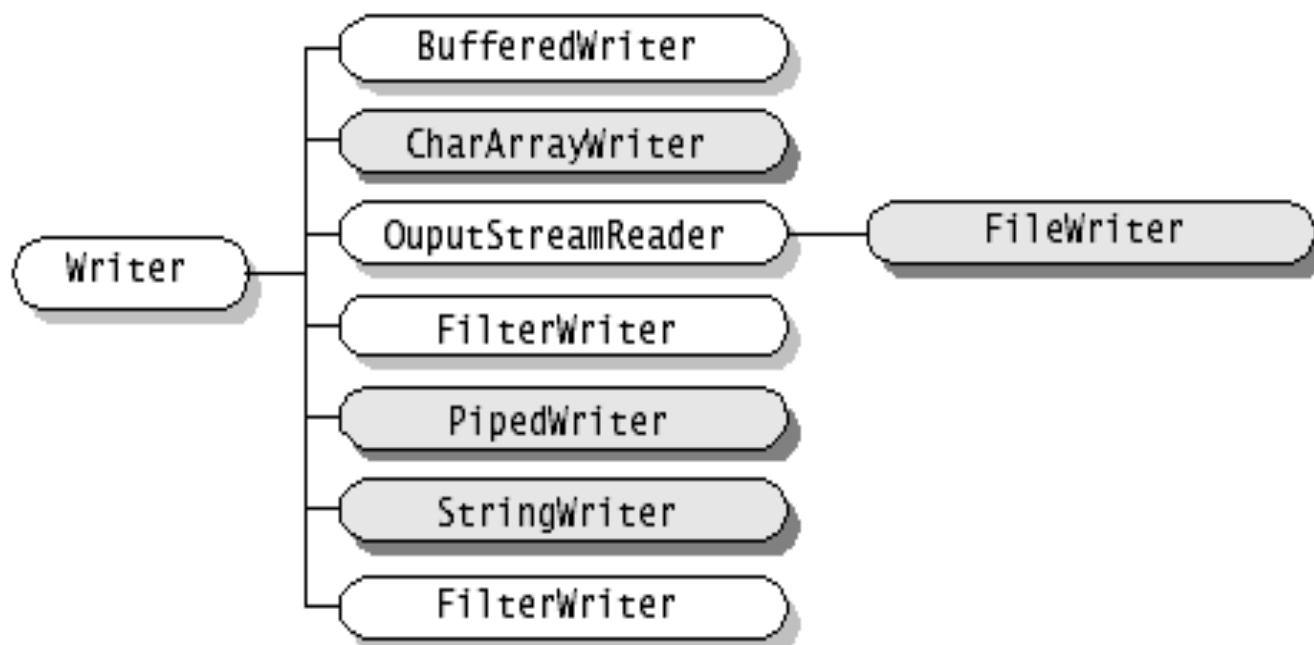 BufferedWriter
CharArrayWriter
OuputStreamReader
FileWriter
Writer
FilterWriter
PipedWriter
StringWriter
FilterWriter